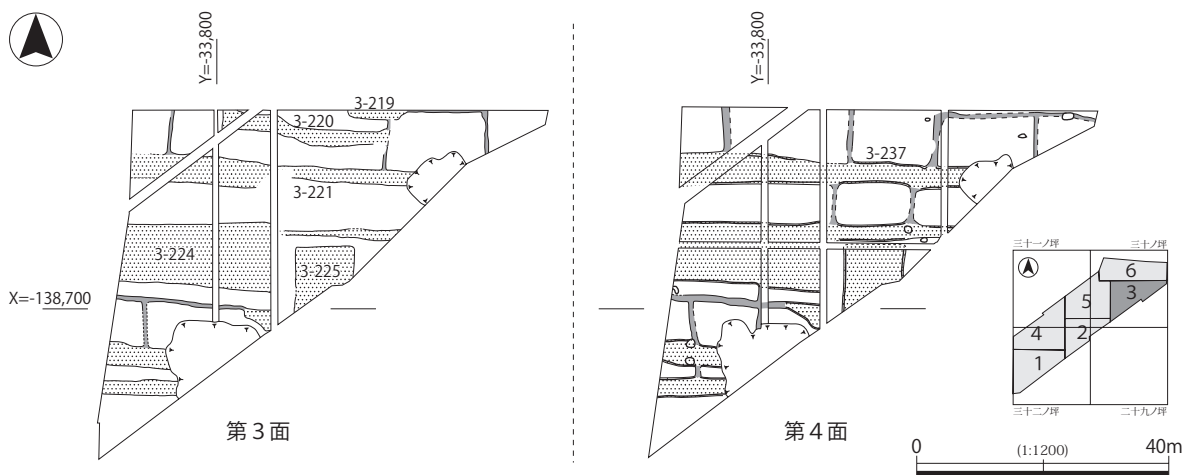 Y=-33,800
3-219
3-220
3-221
3-224
3-225
X=-138,700
第3面
Y=-33,800
3-237
第4面
三十一ノ坪
三十ノ坪
6
3
5
4
2
1
三十二ノ坪
二十九ノ坪
0
(1:1200)
40m